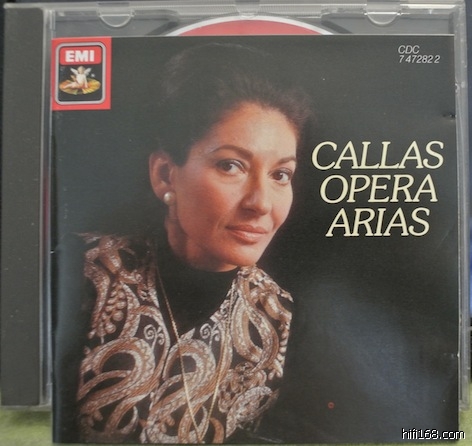 EMI
CDC
7 47282 2
CALLAS
OPERA
ARIAS
hifi168.com